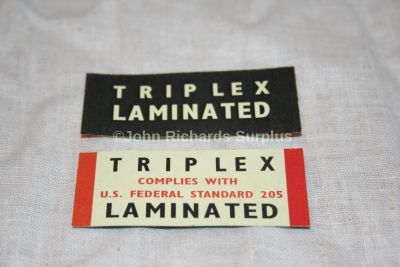 TRIPLEX
LAMINATED
©John Richards Surplus
TRIPLEX
COMPLIES WITH
U.S. FEDERAL STANDARD 205
LAMINATED